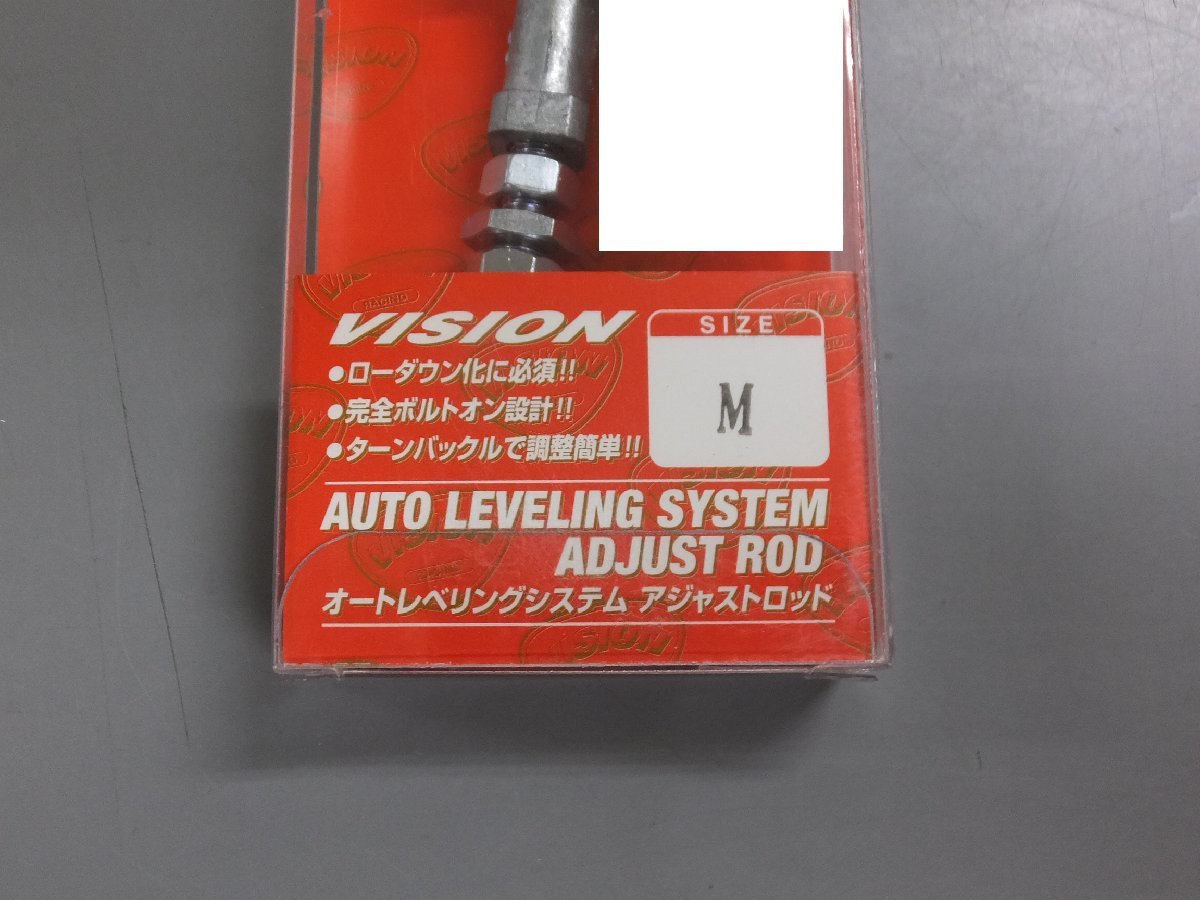 VISION
SIZE
●ローダウン化に必須!!
M
●完全ボルトオン設計!!
●ターンバックルで調整簡単!!
AUTO LEVELING SYSTEM
ADJUST ROD
オートレベリングシステム アジャストロッド